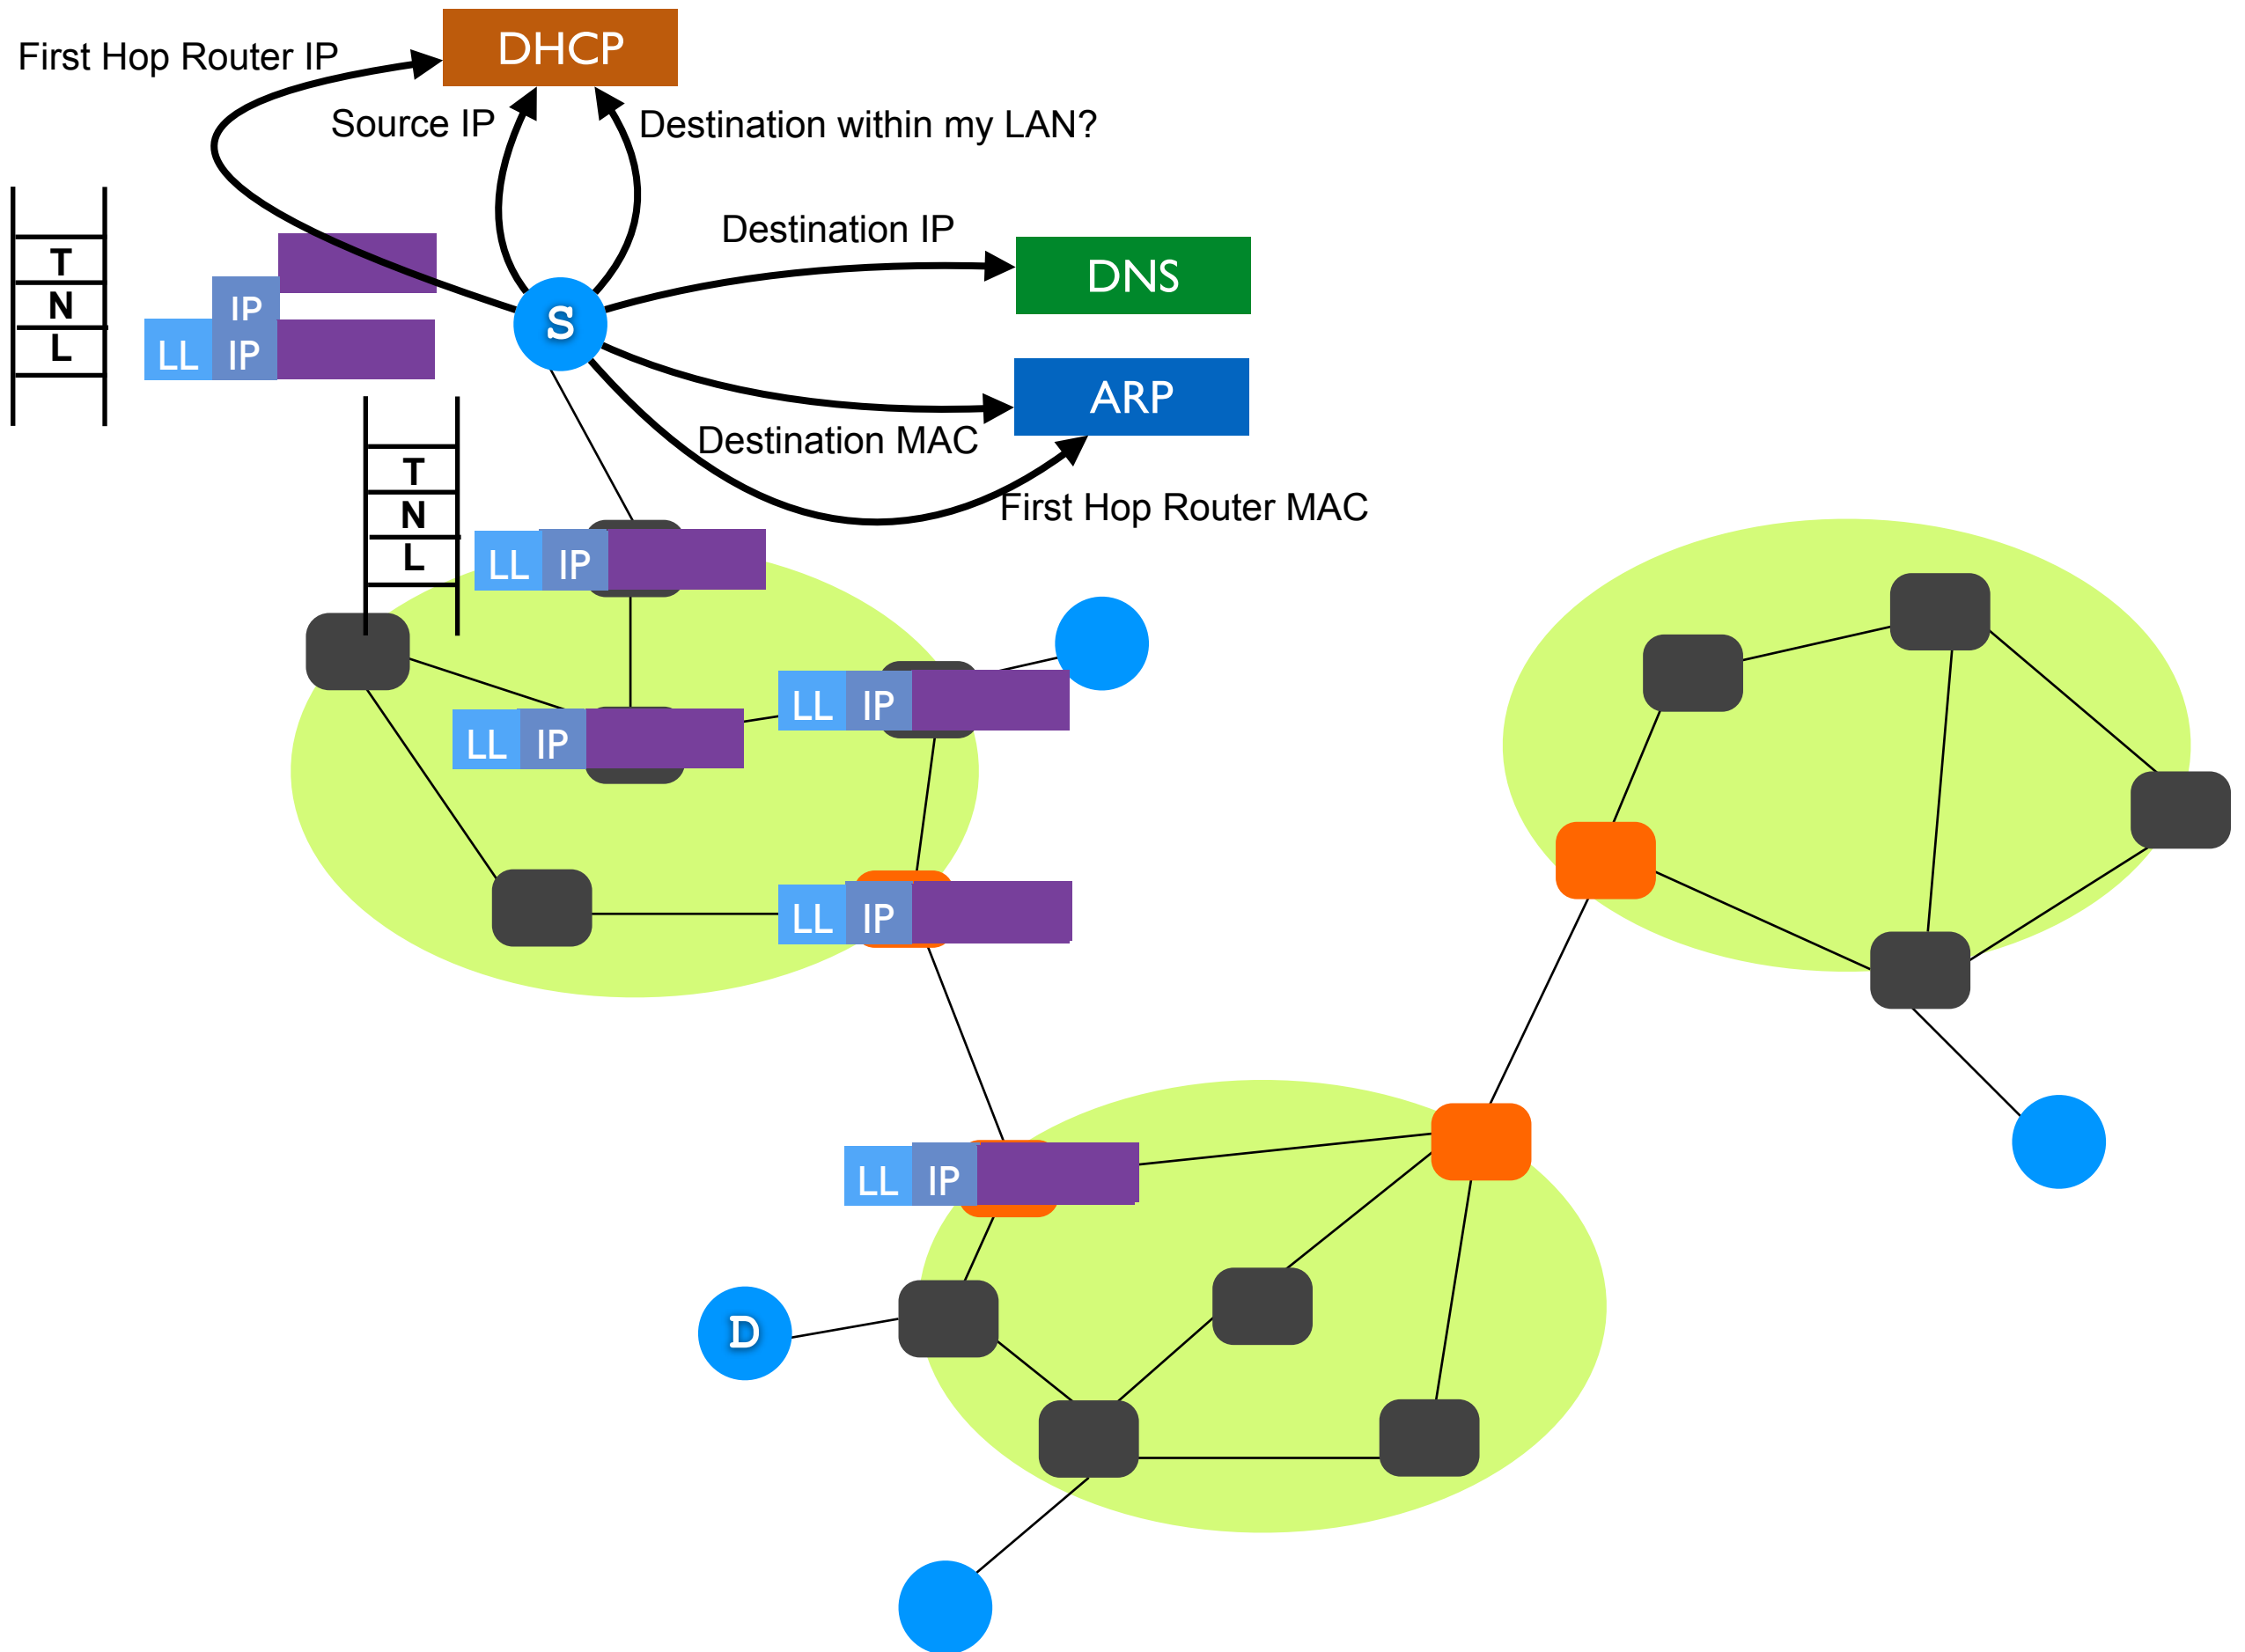 DHCP
First Hop Router IP
Source IP
Destination within my LAN?
Destination IP
DNS
T
N
L
IP
LL IP
S
ARP
Destination MAC
First Hop Router MAC
T
N
L
LL IP
LL IP
LL IP
LL IP
LL IP
D